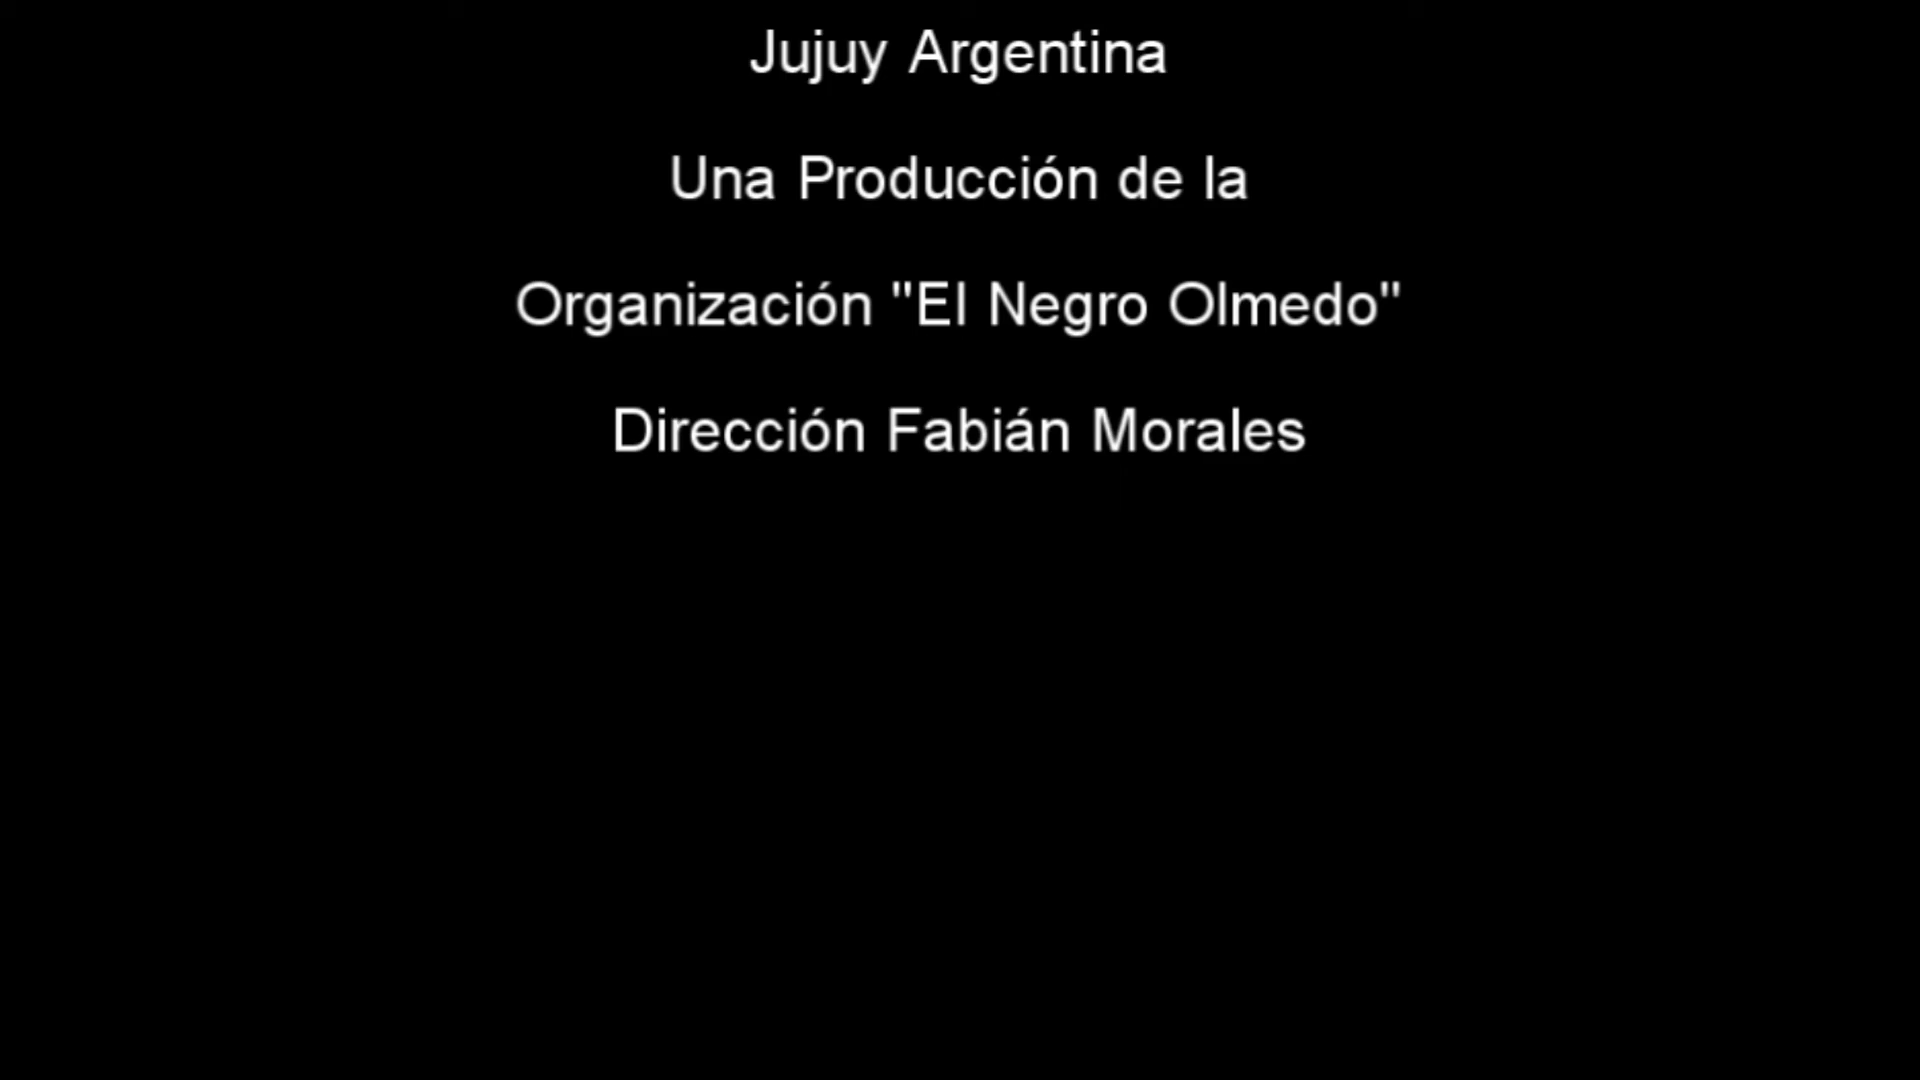 Jujuy Argentina
Una Producción de la
Organización "El Negro Olmedo"
Dirección Fabián Morales